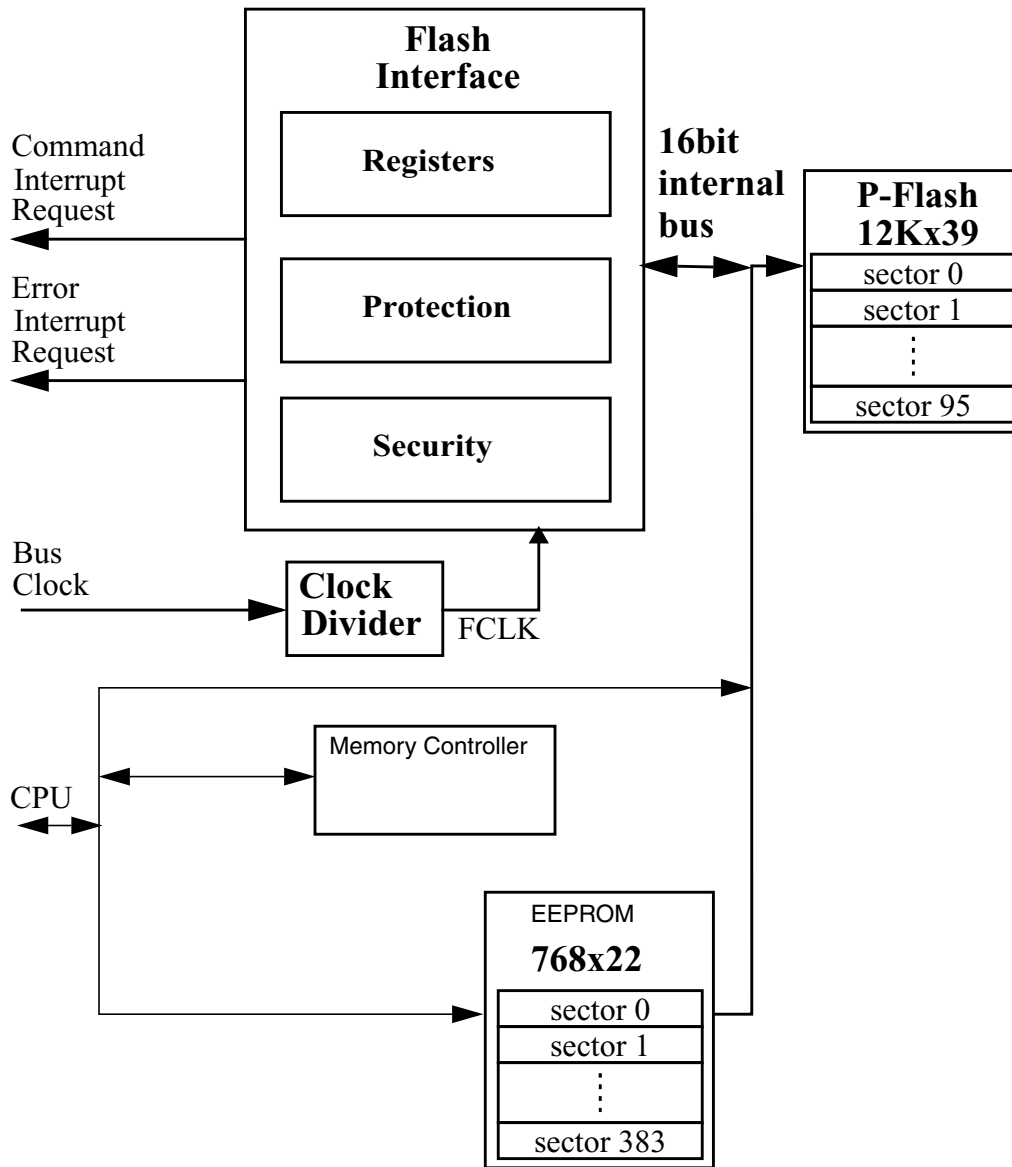 Flash
Interface
Registers
Protection
Security
Command
Interrupt
Request
Error
Interrupt
Request
16bit
internal
bus
P-Flash
12Kx39
sector 0
sector 1
sector 95
Bus
Clock
Clock
Divider
FCLK
Memory Controller
CPU
EEPROM
768x22
sector 0
sector 1
sector 383